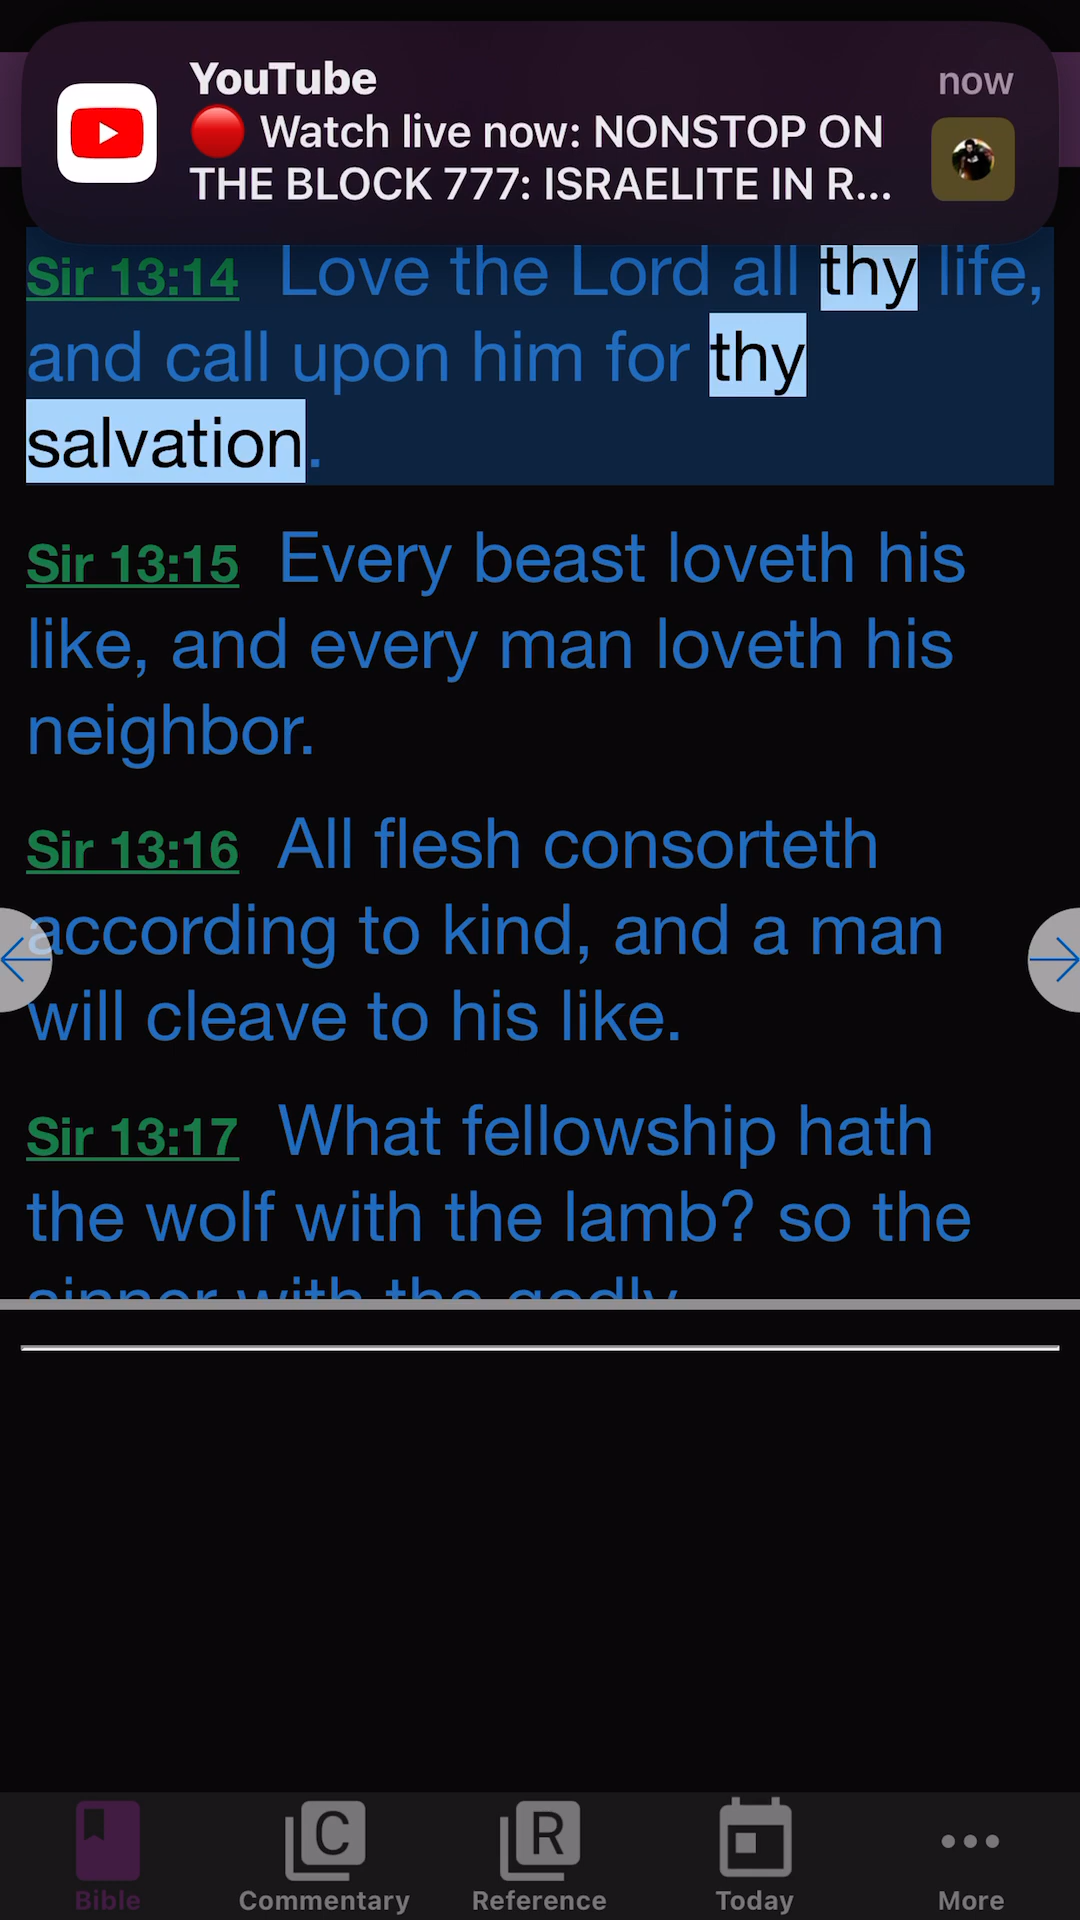 YouTube
now
🔴 Watch live now: NONSTOP ON
THE BLOCK 777: ISRAELITE IN R...
Sir 13:14 Love the Lord all thy life,
and call upon him for thy
salvation.
Sir 13:15 Every beast loveth his
like, and every man loveth his
neighbor.
Sir 13:16 All flesh consorteth
according to kind, and a man
will cleave to his like.
Sir 13:17 What fellowship hath
the wolf with the lamb? so the
sinner with the godly.
C
R
Bible
Commentary
Reference
Today
More